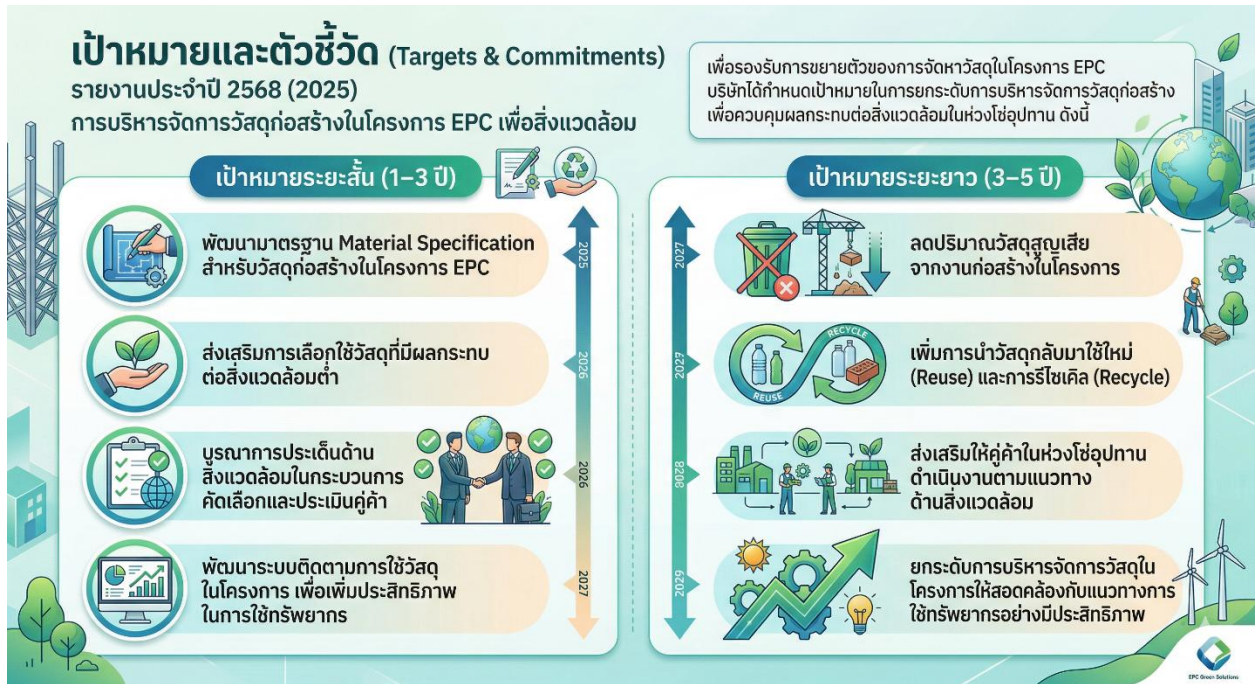 เป้าหมายและตัวชี้วัด (Targets & Commitments)
รายงานประจำปี 2568 (2025)
การบริหารจัดการวัสดุก่อสร้างในโครงการ EPC เพื่อสิ่งแวดล้อม
เพื่อรองรับการขยายตัวของการจัดหาวัสดุในโครงการ EPC
บริษัทได้กำหนดเป้าหมายในการยกระดับการบริหารจัดการวัสดุก่อสร้าง
เพื่อควบคุมผลกระทบต่อสิ่งแวดล้อมในห่วงโซ่อุปทาน ดังนี้
เป้าหมายระยะสั้น (1–3 ปี)
พัฒนามาตรฐาน Material Specification
สำหรับวัสดุก่อสร้างในโครงการ EPC
2025
ส่งเสริมการเลือกใช้วัสดุที่มีผลกระทบ
ต่อสิ่งแวดล้อมต่ำ
2026
บูรณาการประเด็นด้าน
สิ่งแวดล้อมในกระบวนการ
คัดเลือกและประเมินคู่ค้า
2026
พัฒนาระบบติดตามการใช้วัสดุ
ในโครงการ เพื่อเพิ่มประสิทธิภาพ
ในการใช้ทรัพยากร
2027
เป้าหมายระยะยาว (3–5 ปี)
2027
ลดปริมาณวัสดุสูญเสีย
จากงานก่อสร้างในโครงการ
2027
REUSE
RECYCLE
เพิ่มการนำวัสดุกลับมาใช้ใหม่
(Reuse) และการรีไซเคิล (Recycle)
ส่งเสริมให้คู่ค้าในห่วงโซ่อุปทาน
ดำเนินงานตามแนวทาง
ด้านสิ่งแวดล้อม
2029
ยกระดับการบริหารจัดการวัสดุใน
โครงการให้สอดคล้องกับแนวทางการ
ใช้ทรัพยากรอย่างมีประสิทธิภาพ
EPC Green Solutions